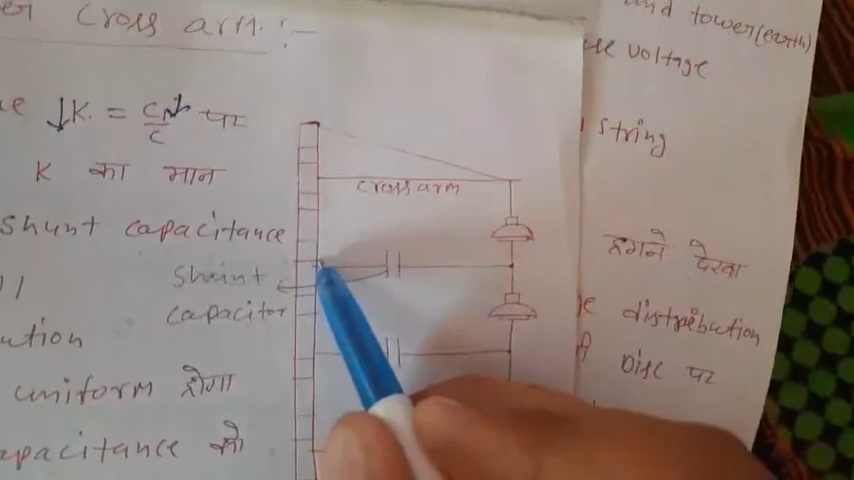 cross arm :-
K = C1/C पर
K का मान
shunt capacitance
shunt
capacitor
uniform होगा
capacitance को
cross arm
and tower (earth)
voltage
string
हमने देखा
distribution
Disc पर